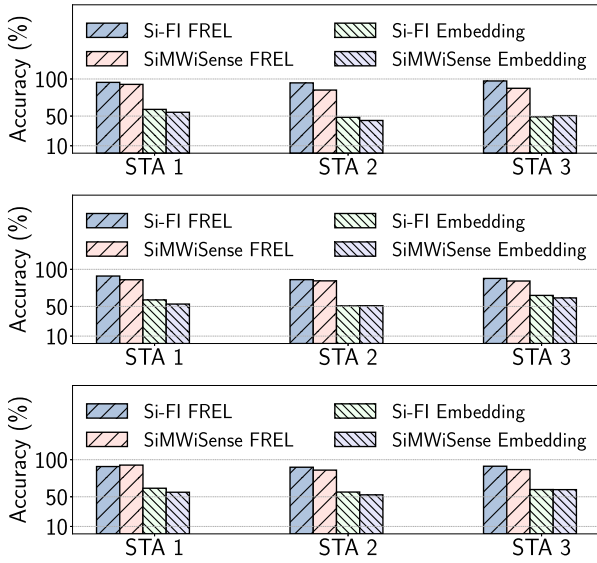 Accuracy (%)
Si-FI FREL
SiMWiSense FREL
Si-FI Embedding
SiMWiSense Embedding
100
50
10
STA 1
STA 2
STA 3
Accuracy (%)
Si-FI FREL
SiMWiSense FREL
Si-FI Embedding
SiMWiSense Embedding
100
50
10
STA 1
STA 2
STA 3
Accuracy (%)
Si-FI FREL
SiMWiSense FREL
Si-FI Embedding
SiMWiSense Embedding
100
50
10
STA 1
STA 2
STA 3